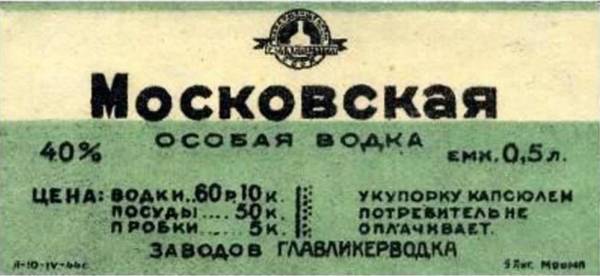 Московская
ОСОБАЯ ВОДКА
40%
ЕМК. 0,5 Л.
ЦЕНА: ВОДКИ.. 60 Р. 10 К.
ПОСУДЫ .... 50 К.
ПРОБКИ .... 5 К.
УКУПОРКУ КАПСЮЛЕМ
ПОТРЕБИТЕЛЬ НЕ
ОПЛАЧИВАЕТ.
ЗАВОДОВ ГЛАВЛИКЕРВОДКА